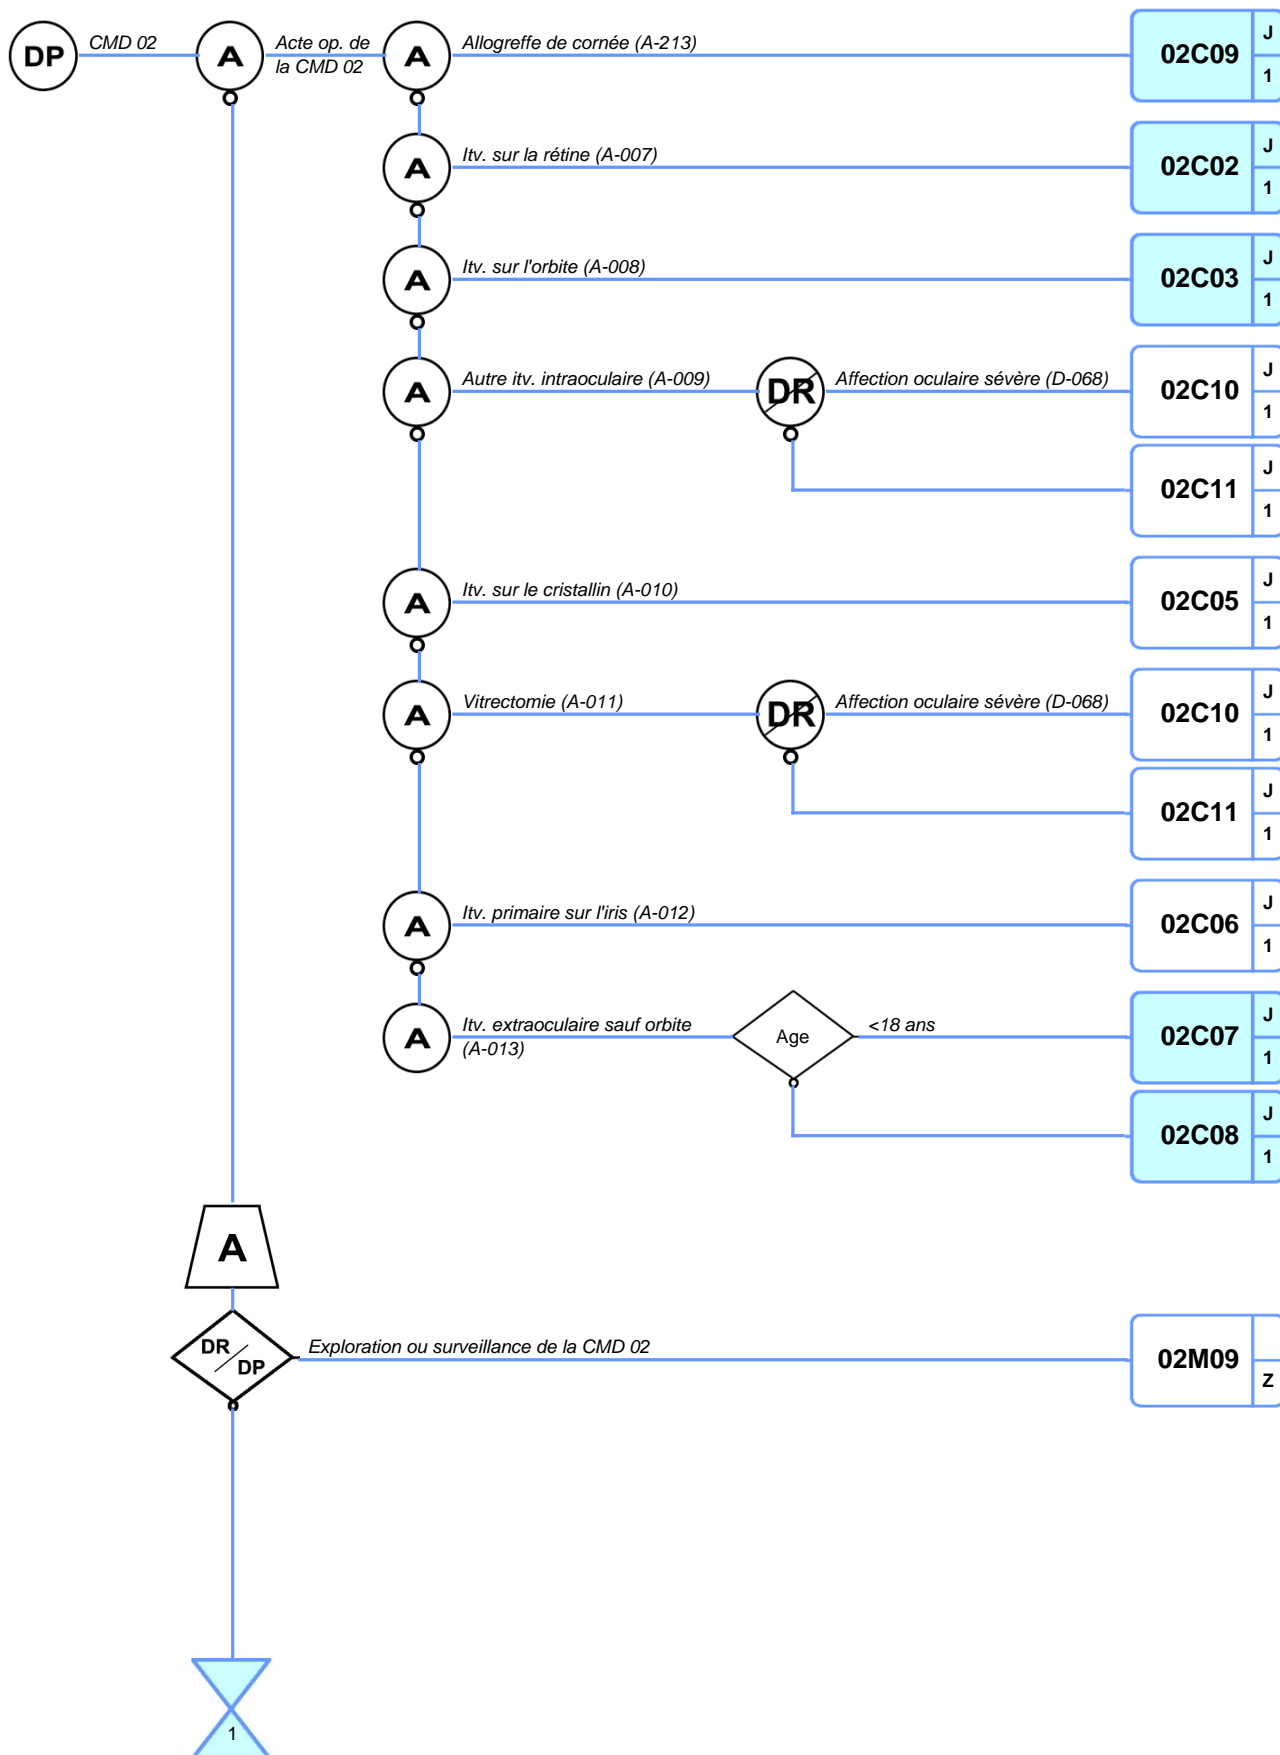 DP
CMD 02
A
Acte op. de
la CMD 02
A
Allogreffe de cornée (A-213)
02C09
J
1
A
Itv. sur la rétine (A-007)
02C02
J
1
A
Itv. sur l'orbite (A-008)
02C03
J
1
A
Autre itv. intraoculaire (A-009)
DR
Affection oculaire sévère (D-068)
02C10
J
1
02C11
J
1
A
Itv. sur le cristallin (A-010)
02C05
J
1
A
Vitrectomie (A-011)
DR
Affection oculaire sévère (D-068)
02C10
J
1
02C11
J
1
A
Itv. primaire sur l'iris (A-012)
02C06
J
1
A
Itv. extraoculaire sauf orbite
(A-013)
Age
<18 ans
02C07
J
1
02C08
J
1
A
DR
DP
Exploration ou surveillance de la CMD 02
02M09
Z
1